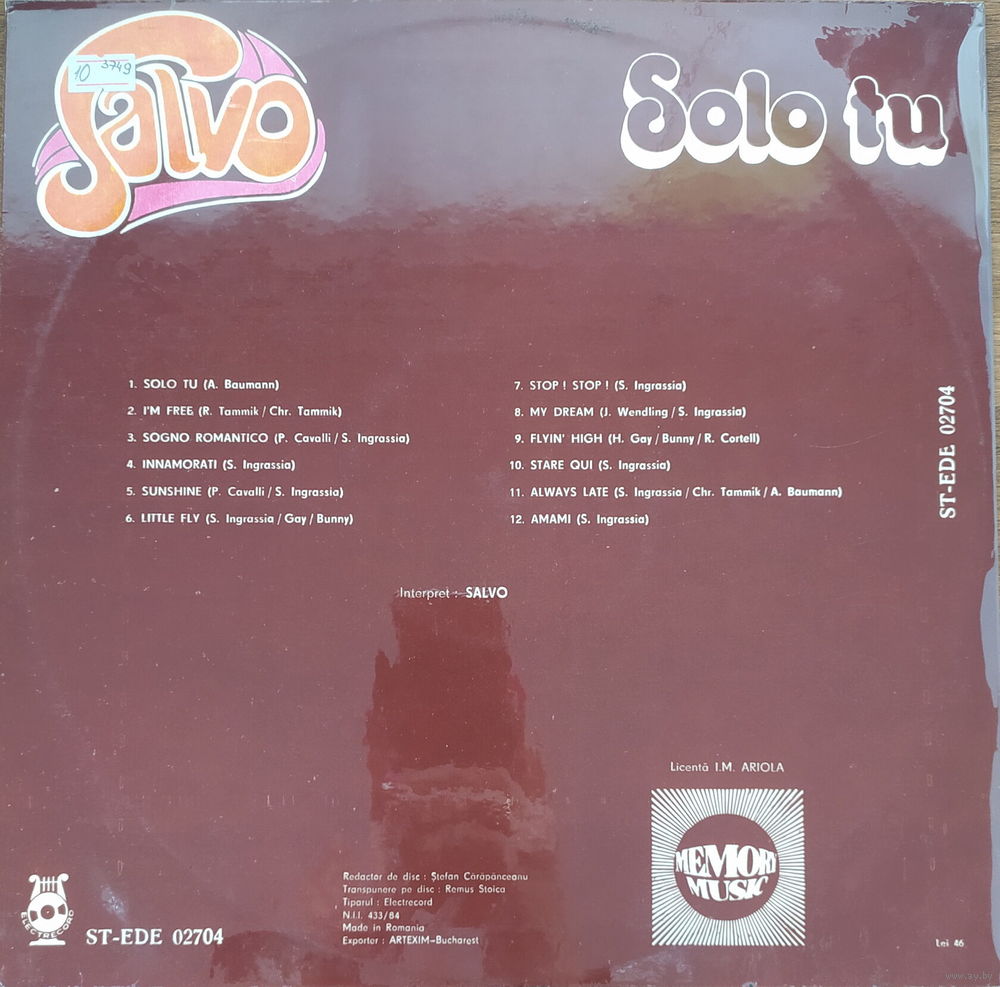 10 3749
Salvo
Solo tu
1. SOLO TU (A. Baumann)
2. I'M FREE (R. Tammik / Chr. Tammik)
3. SOGNO ROMANTICO (P. Cavalli / S. Ingrassia)
4. INNAMORATI (S. Ingrassia)
5. SUNSHINE (P. Cavalli / S. Ingrassia)
6. LITTLE FLY (S. Ingrassia / Gay / Bunny)
7. STOP ! STOP ! (S. Ingrassia)
8. MY DREAM (J. Wendling / S. Ingrassia)
9. FLYIN' HIGH (H. Gay / Bunny / R. Cortell)
10. STARE QUI (S. Ingrassia)
11. ALWAYS LATE (S. Ingrassia / Chr. Tammik / A. Baumann)
12. AMAMI (S. Ingrassia)
ST-EDE 02704
Interpret : SALVO
Licență I.M. ARIOLA
MEMORY
MUSIC
Redactor de disc : Ștefan Cărăpănceanu
Transpunere pe disc : Remus Stoica
Tiparul : Electrecord
N.I.I. 433/84
Made in Romania
Exporter : ARTEXIM-Bucharest
ELECTRECORD
ST-EDE 02704
Lei 46
www.ay.by